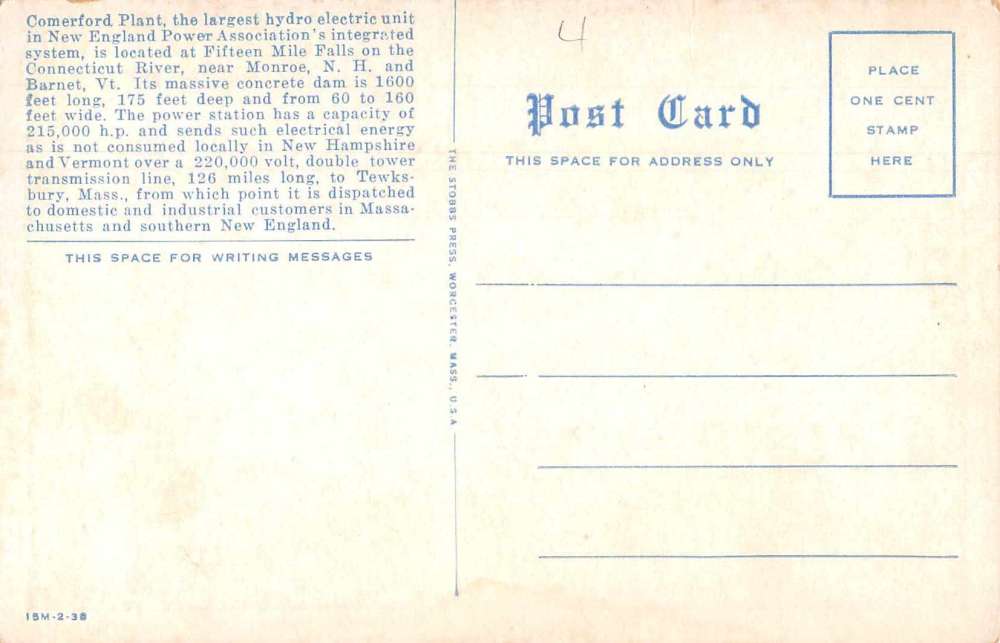 Comerford Plant, the largest hydro electric unit
in New England Power Association's integrated
system, is located at Fifteen Mile Falls on the
Connecticut River, near Monroe, N. H. and
Barnet, Vt. Its massive concrete dam is 1600
feet long, 175 feet deep and from 60 to 160
feet wide. The power station has a capacity of
215,000 h.p. and sends such electrical energy
as is not consumed locally in New Hampshire
and Vermont over a 220,000 volt, double tower
transmission line, 126 miles long, to Tewks-
bury, Mass., from which point it is dispatched
to domestic and industrial customers in Massa-
chusetts and southern New England.
THIS SPACE FOR WRITING MESSAGES
15M-2-38
THE STOBBS PRESS, WORCESTER, MASS., U.S.A
4
Post Card
THIS SPACE FOR ADDRESS ONLY
PLACE
ONE CENT
STAMP
HERE